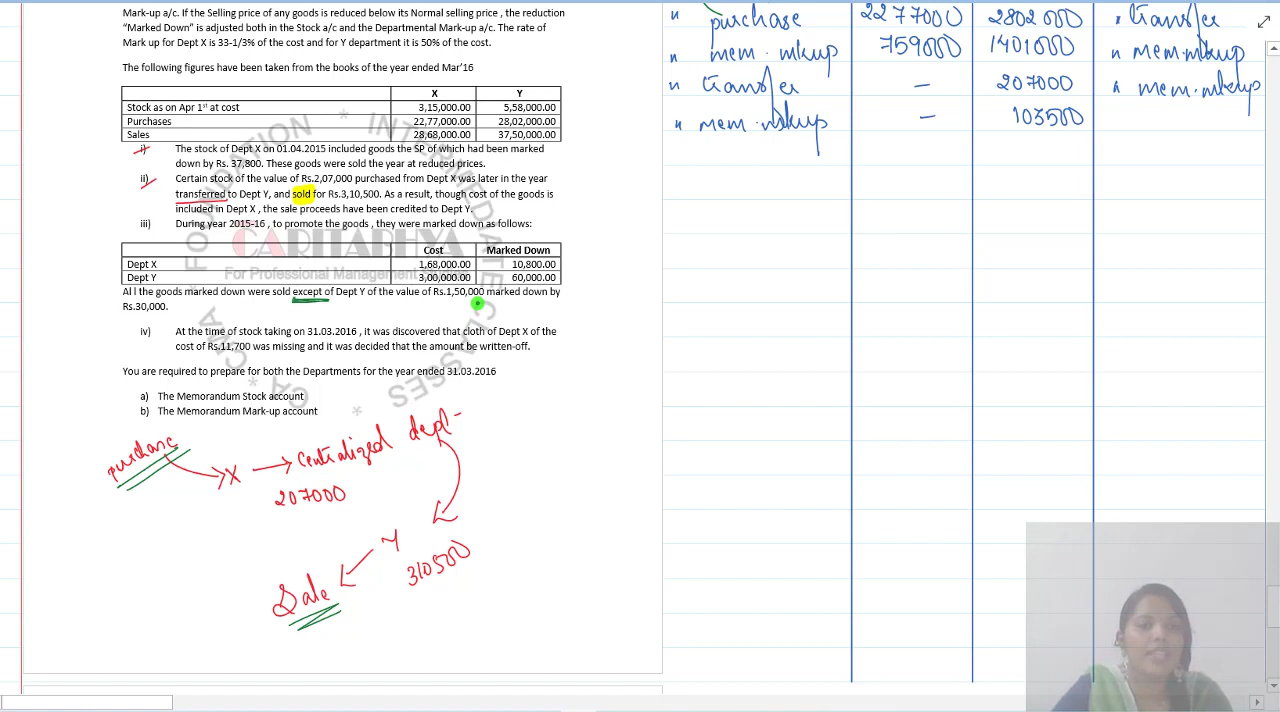 Mark-up a/c. If the Selling price of any goods is reduced below its Normal selling price , the reduction
"Marked Down" is adjusted both in the Stock a/c and the Departmental Mark-up a/c. The rate of
Mark up for Dept X is 33-1/3% of the cost and for Y department it is 50% of the cost.
The following figures have been taken from the books of the year ended Mar'16
X Y
Stock as on Apr 1st at cost 3,15,000.00 5,58,000.00
Purchases 22,77,000.00 28,02,000.00
Sales 28,68,000.00 37,50,000.00
i) The stock of Dept X on 01.04.2015 included goods the SP of which had been marked
down by Rs. 37,800. These goods were sold the year at reduced prices.
ii) Certain stock of the value of Rs.2,07,000 purchased from Dept X was later in the year
transferred to Dept Y, and sold for Rs.3,10,500. As a result, though cost of the goods is
included in Dept X , the sale proceeds have been credited to Dept Y.
iii) During year 2015-16 , to promote the goods , they were marked down as follows:
Cost Marked Down
Dept X 1,68,000.00 10,800.00
Dept Y 3,00,000.00 60,000.00
Al l the goods marked down were sold except of Dept Y of the value of Rs.1,50,000 marked down by
Rs.30,000.
iv) At the time of stock taking on 31.03.2016 , it was discovered that cloth of Dept X of the
cost of Rs.11,700 was missing and it was decided that the amount be written-off.
You are required to prepare for both the Departments for the year ended 31.03.2016
a) The Memorandum Stock account
b) The Memorandum Mark-up account
purchase
X → Centralized dept
207000
Y
310500
Sale
CARITAPHYA
For Professional Management
* CMA * CA * FOUNDATION * INTERMEDIATE CLASSES *
" purchase 2277000 2802000 " transfer
" mem. mkup 759000 1401000 " mem.mkup
" transfer – 207000 " mem.mkup
" mem.mkup – 103500